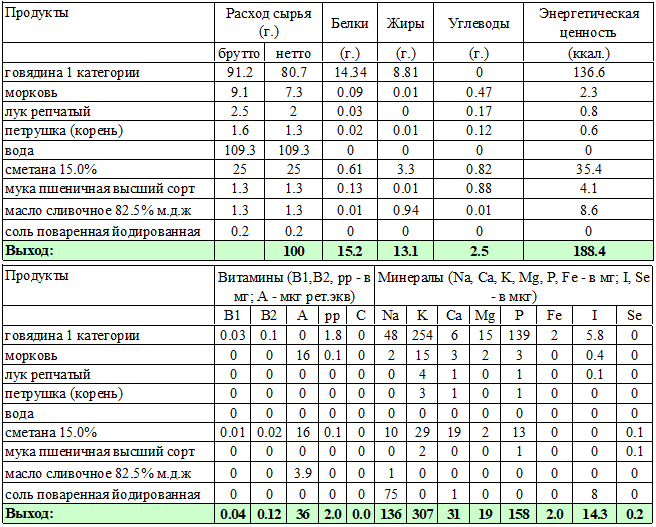 Продукты Расход сырья (г.) Белки Жиры Углеводы Энергетическая ценность
брутто нетто (г.) (г.) (г.) (ккал.)
говядина 1 категории 91.2 80.7 14.34 8.81 0 136.6
морковь 9.1 7.3 0.09 0.01 0.47 2.3
лук репчатый 2.5 2 0.03 0 0.17 0.8
петрушка (корень) 1.6 1.3 0.02 0.01 0.12 0.6
вода 109.3 109.3 0 0 0 0
сметана 15.0% 25 25 0.61 3.3 0.82 35.4
мука пшеничная высший сорт 1.3 1.3 0.13 0.01 0.88 4.1
масло сливочное 82.5% м.д.ж 1.3 1.3 0.01 0.94 0.01 8.6
соль поваренная йодированная 0.2 0.2 0 0 0 0
Выход: 100 15.2 13.1 2.5 188.4
Продукты Витамины (B1,B2, pp - в мг; A - мкг рет.экв) Минералы (Na, Ca, K, Mg, P, Fe - в мг; I, Se - в мкг)
B1 B2 A pp C Na K Ca Mg P Fe I Se
говядина 1 категории 0.03 0.1 0 1.8 0 48 254 6 15 139 2 5.8 0
морковь 0 0 16 0.1 0 2 15 3 2 3 0 0.4 0
лук репчатый 0 0 0 0 0 0 4 1 0 1 0 0.1 0
петрушка (корень) 0 0 0 0 0 0 3 1 0 1 0 0 0
вода 0 0 0 0 0 0 0 0 0 0 0 0 0
сметана 15.0% 0.01 0.02 16 0.1 0 10 29 19 2 13 0 0 0.1
мука пшеничная высший сорт 0 0 0 0 0 0 2 0 0 1 0 0 0.1
масло сливочное 82.5% м.д.ж 0 0 3.9 0 0 1 0 0 0 0 0 0 0
соль поваренная йодированная 0 0 0 0 0 75 0 1 0 0 0 8 0
Выход: 0.04 0.12 36 2.0 0.0 136 307 31 19 158 2.0 14.3 0.2